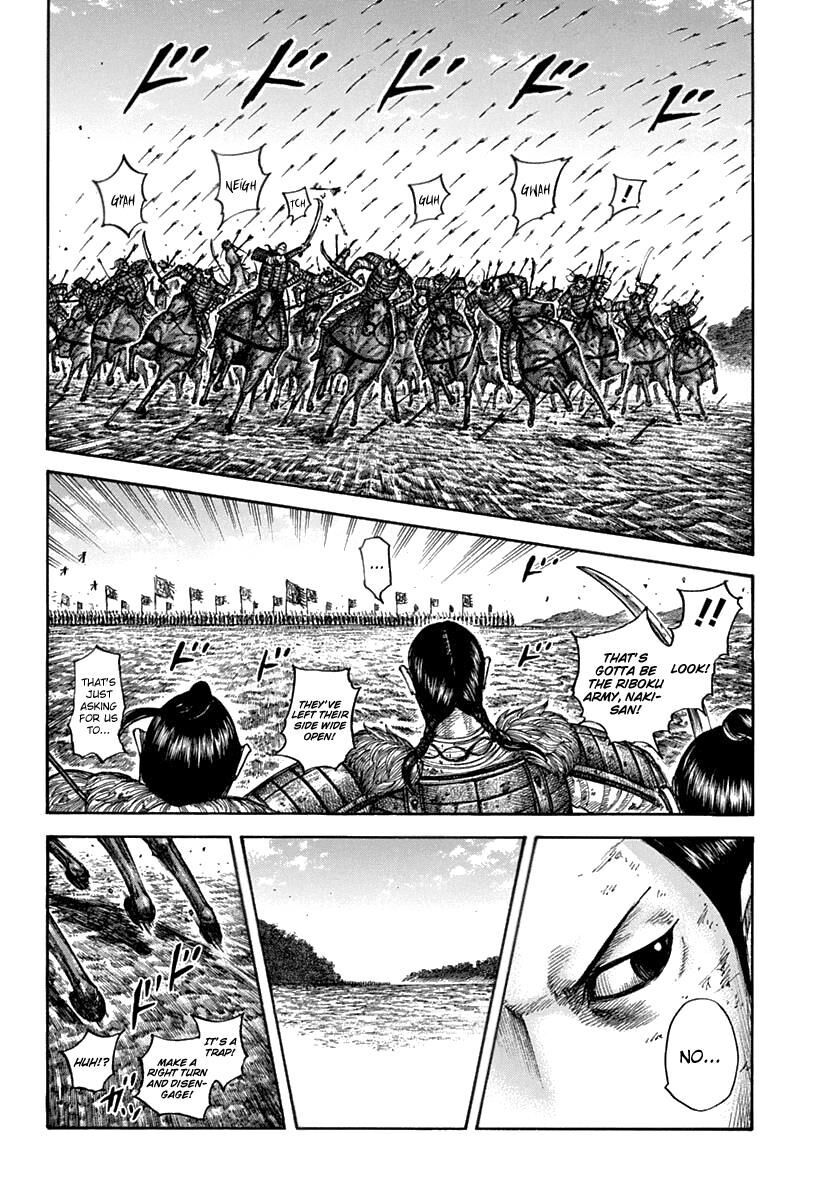 ド
ド
ド
ド
ド
!
GWAH
GUH
TCH
NEIGH
GYAH
!!
LOOK!
THAT'S
GOTTA BE
THE RIBOKU
ARMY, NAKI-
SAN!
ド
ド
...
THEY'VE
LEFT THEIR
SIDE WIDE
OPEN!
ド
ド
THAT'S
JUST
ASKING
FOR US
TO...
NO...
IT'S A
TRAP!
MAKE A
RIGHT TURN
AND DISEN-
GAGE!
HUH!?
ド
ド
ガッ